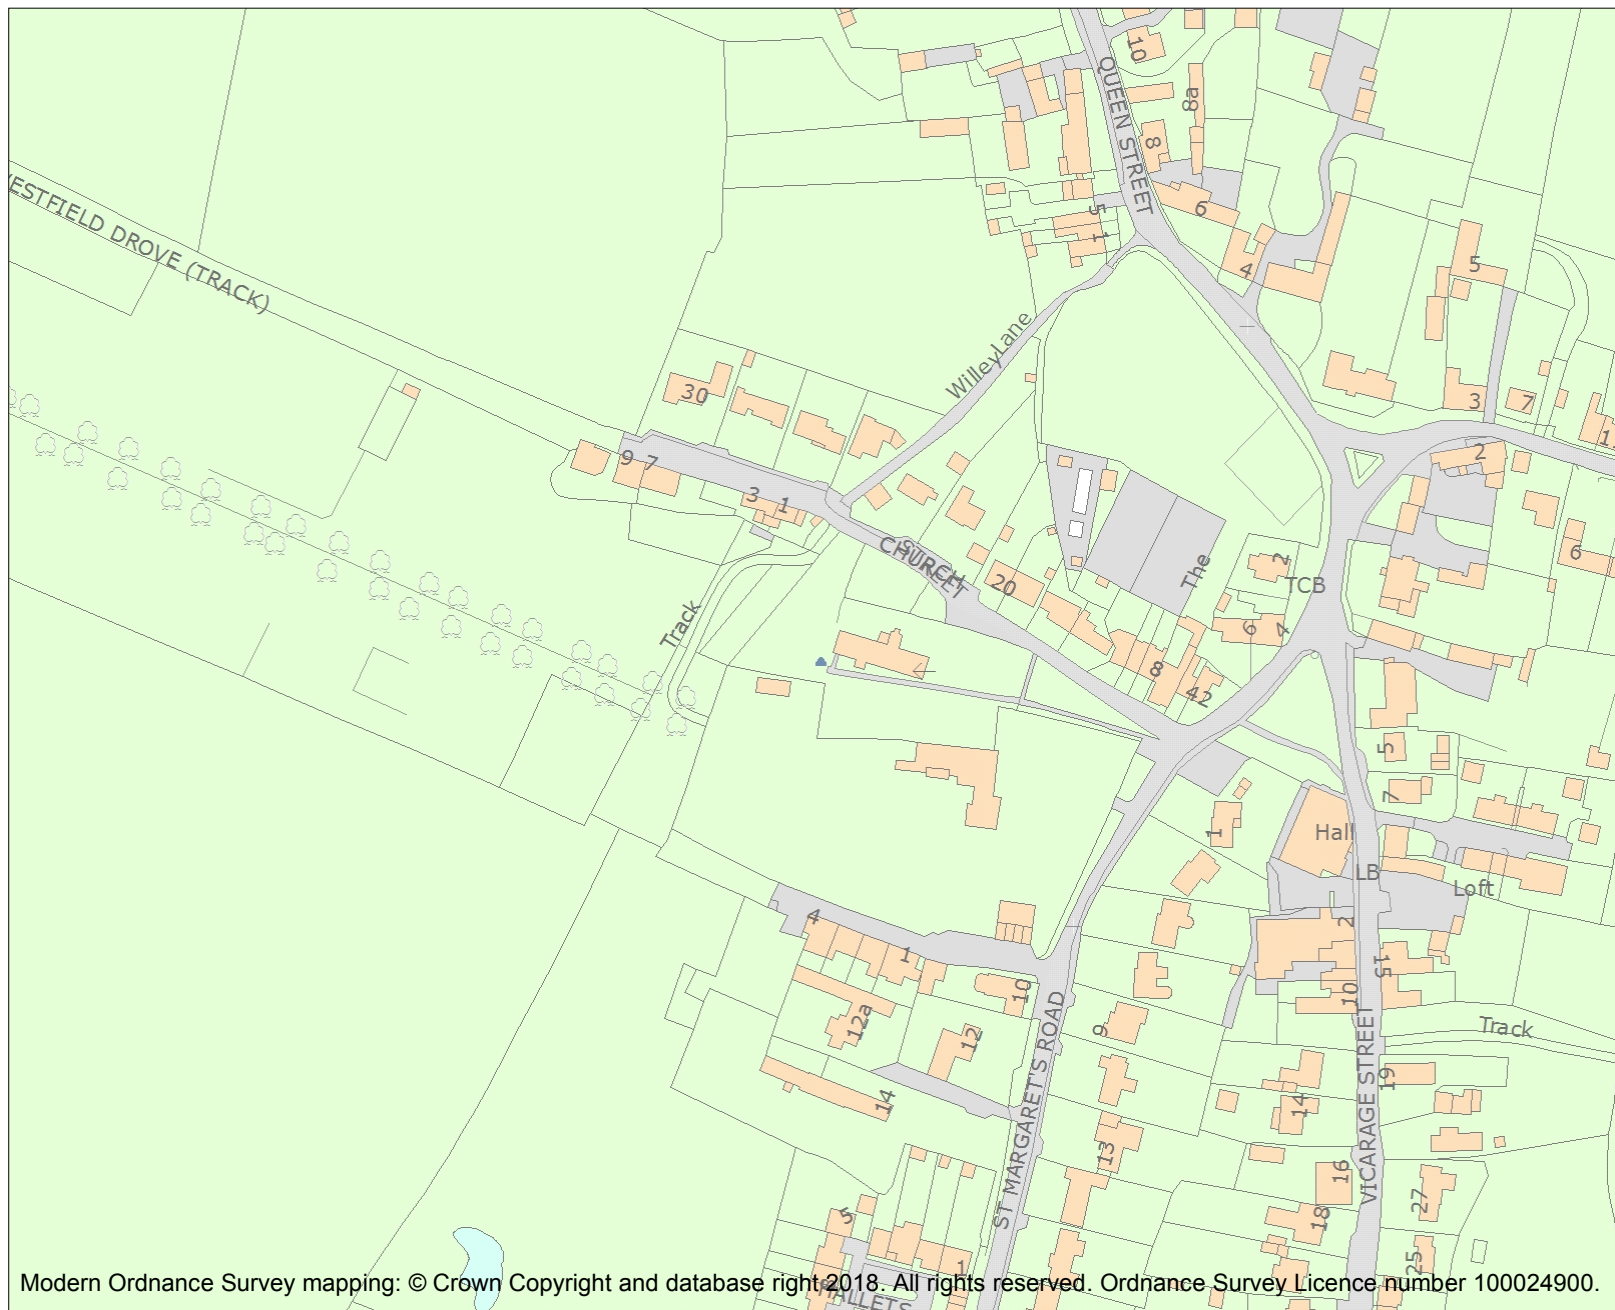 10
QUEEN STREET
8a
8
WESTFIELD DROVE (TRACK)
5
6
1
4
5
Willey Lane
30
3
7
2
9 7
3
1
CHURCH
STREET
6
The
2
20
TCB
Track
6
4
8
42
5
7
1
Hall
LB
Loft
4
2
1
15
10
10
12a
9
12
Track
19
14
14
13
ST MARGARET'S ROAD
VICARAGE STREET
16
27
18
5
25
1
HALLETS
Modern Ordnance Survey mapping: © Crown Copyright and database right 2018. All rights reserved. Ordnance Survey Licence number 100024900.